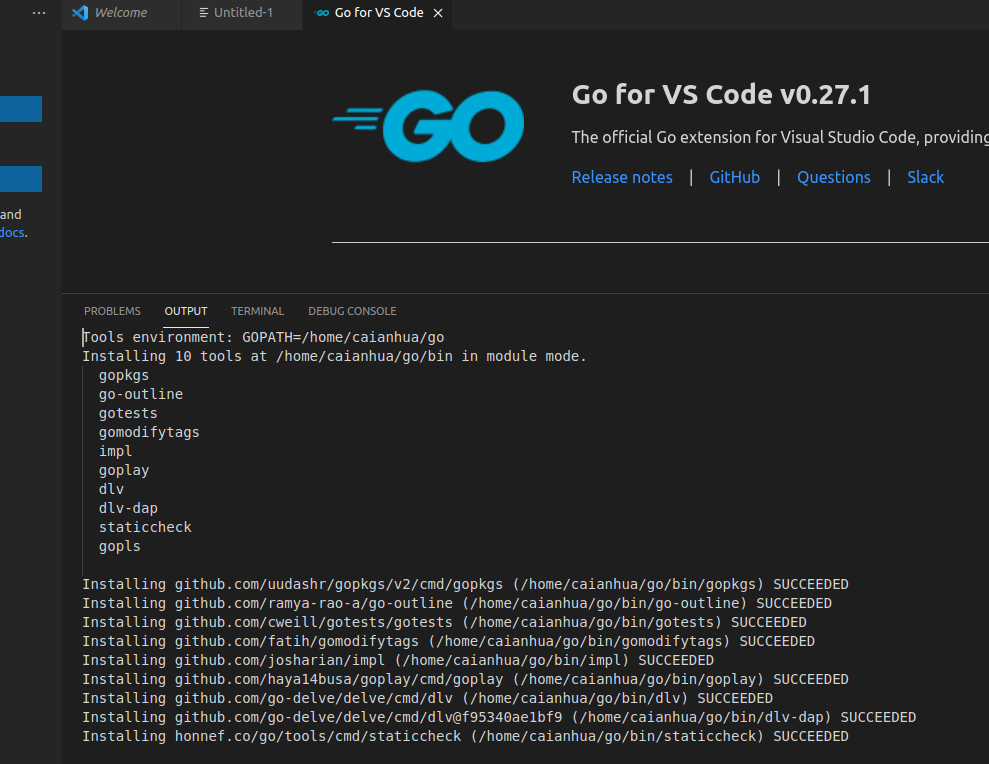 Welcome
Untitled-1
GO Go for VS Code
GO
Go for VS Code v0.27.1
The official Go extension for Visual Studio Code, providing
Release notes | GitHub | Questions | Slack
and
docs.
PROBLEMS OUTPUT TERMINAL DEBUG CONSOLE
Tools environment: GOPATH=/home/caianhua/go
Installing 10 tools at /home/caianhua/go/bin in module mode.
gopkgs
go-outline
gotests
gomodifytags
impl
goplay
dlv
dlv-dap
staticcheck
gopls
Installing github.com/uudashr/gopkgs/v2/cmd/gopkgs (/home/caianhua/go/bin/gopkgs) SUCCEEDED
Installing github.com/ramya-rao-a/go-outline (/home/caianhua/go/bin/go-outline) SUCCEEDED
Installing github.com/cweill/gotests/gotests (/home/caianhua/go/bin/gotests) SUCCEEDED
Installing github.com/fatih/gomodifytags (/home/caianhua/go/bin/gomodifytags) SUCCEEDED
Installing github.com/josharian/impl (/home/caianhua/go/bin/impl) SUCCEEDED
Installing github.com/haya14busa/goplay/cmd/goplay (/home/caianhua/go/bin/goplay) SUCCEEDED
Installing github.com/go-delve/delve/cmd/dlv (/home/caianhua/go/bin/dlv) SUCCEEDED
Installing github.com/go-delve/delve/cmd/dlv@f95340ae1bf9 (/home/caianhua/go/bin/dlv-dap) SUCCEEDED
Installing honnef.co/go/tools/cmd/staticcheck (/home/caianhua/go/bin/staticcheck) SUCCEEDED